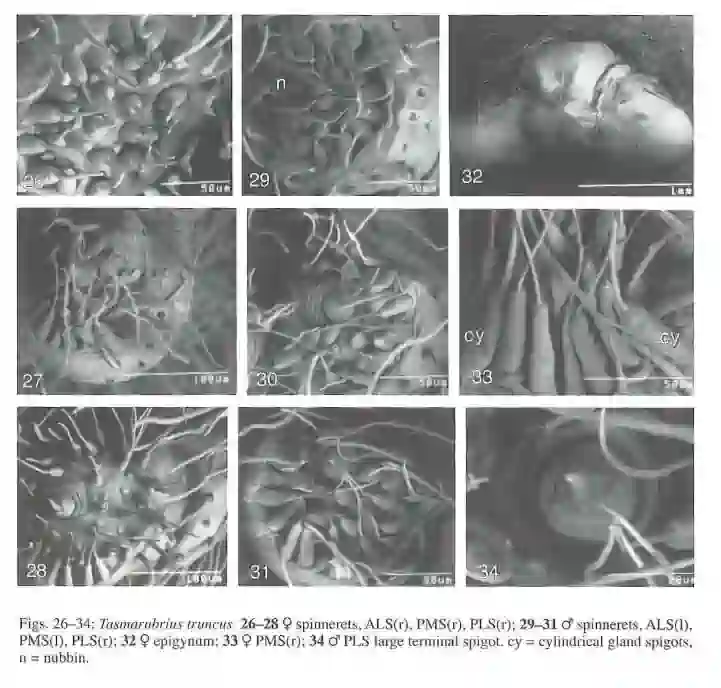 50um
n
29
50um
32
1mm
27
100um
30
50um
cy
cy
33
50um
28
100um
31
50um
34
Figs. 26–34: Tasmarubrius truncus 26–28 ♀ spinnerets, ALS(r), PMS(r), PLS(r); 29–31 ♂ spinnerets, ALS(l),
PMS(l), PLS(r); 32 ♀ epigynum; 33 ♀ PMS(r); 34 ♂ PLS large terminal spigot. cy = cylindrical gland spigots,
n = nubbin.